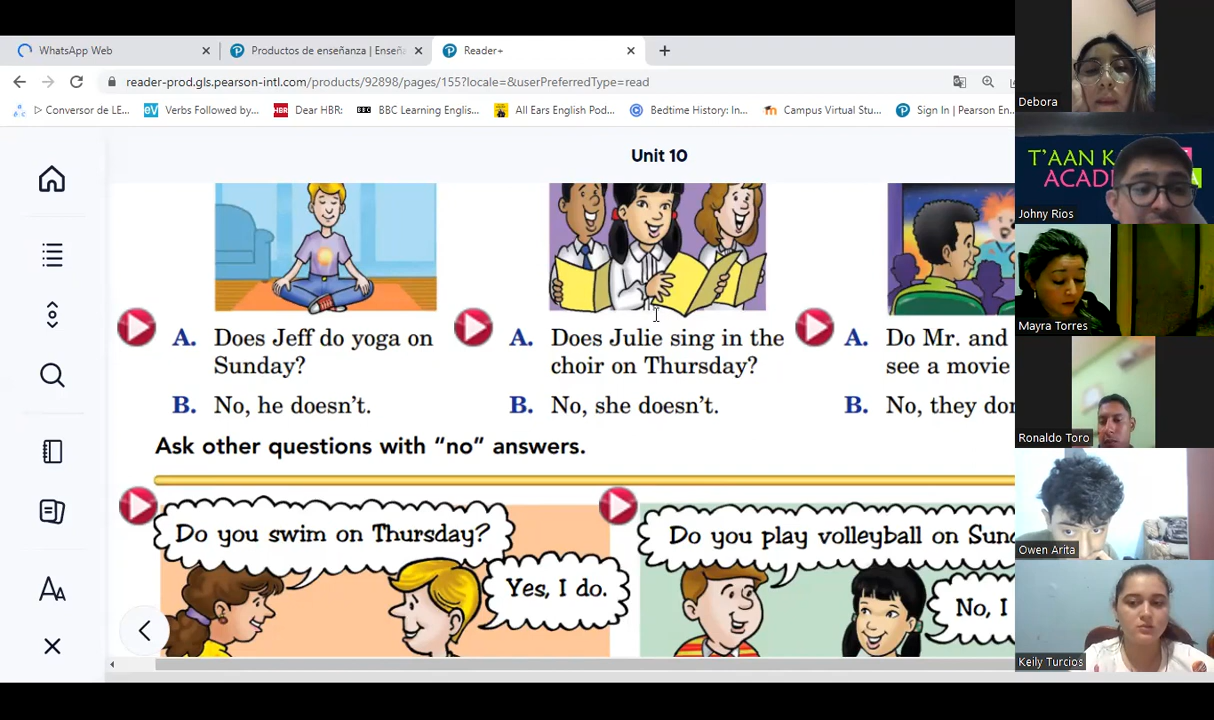 WhatsApp Web
Productos de enseñanza | Enseña
Reader+
reader-prod.gls.pearson-intl.com/products/92898/pages/155?locale=&userPreferredType=read
Conversor de LE...
Verbs Followed by...
Dear HBR:
BBC Learning Englis...
All Ears English Pod...
Bedtime History: In...
Campus Virtual Stu...
Sign In | Pearson En...
Unit 10
A. Does Jeff do yoga on
Sunday?
B. No, he doesn't.
A. Does Julie sing in the
choir on Thursday?
B. No, she doesn't.
A. Do Mr. and
see a movie
B. No, they don
Ask other questions with "no" answers.
Do you swim on Thursday?
Yes, I do.
Do you play volleyball on Sun
No, I
Debora
T'AAN K
ACAD
Johny Rios
Mayra Torres
Ronaldo Toro
Owen Arita
Keily Turcios